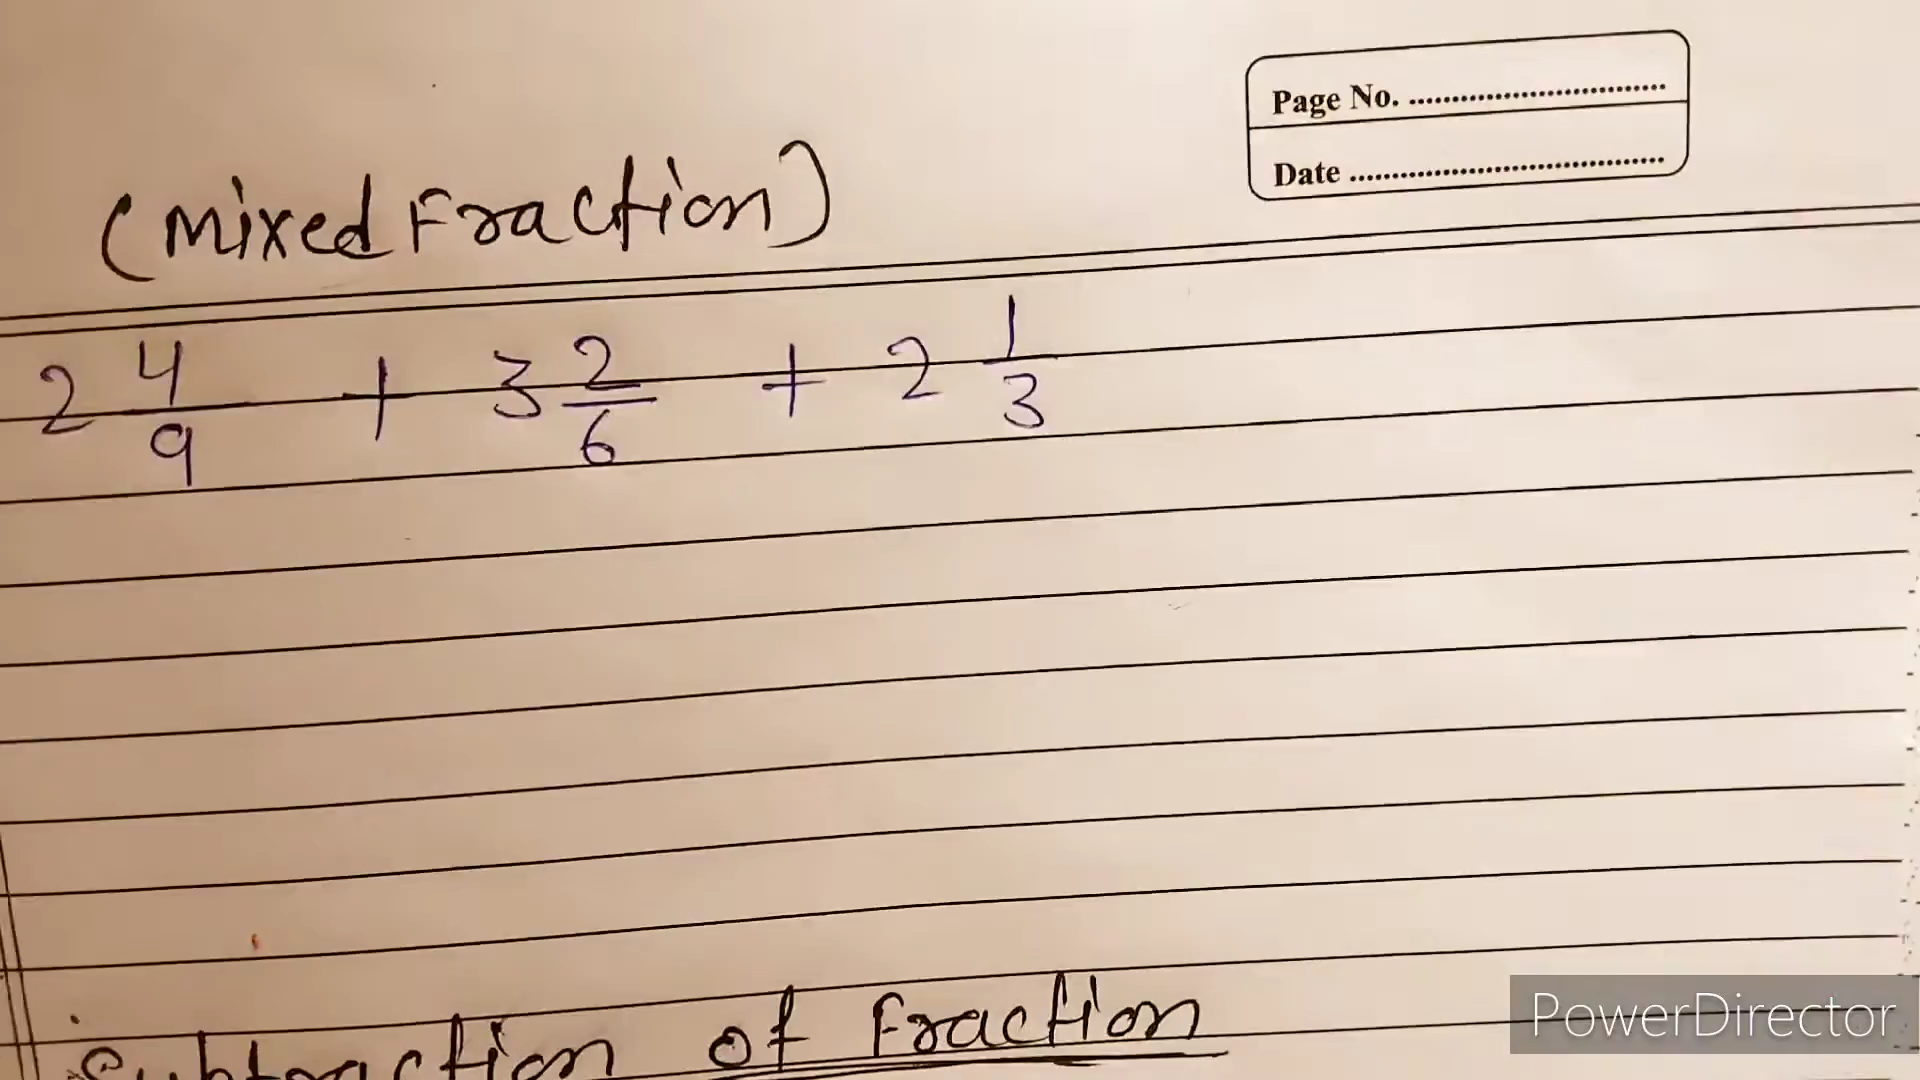 Page No. ..............................
Date ......................................
(Mixed Fraction)
2 4/9 + 3 2/6 + 2 1/3
Subtraction of Fraction
PowerDirector